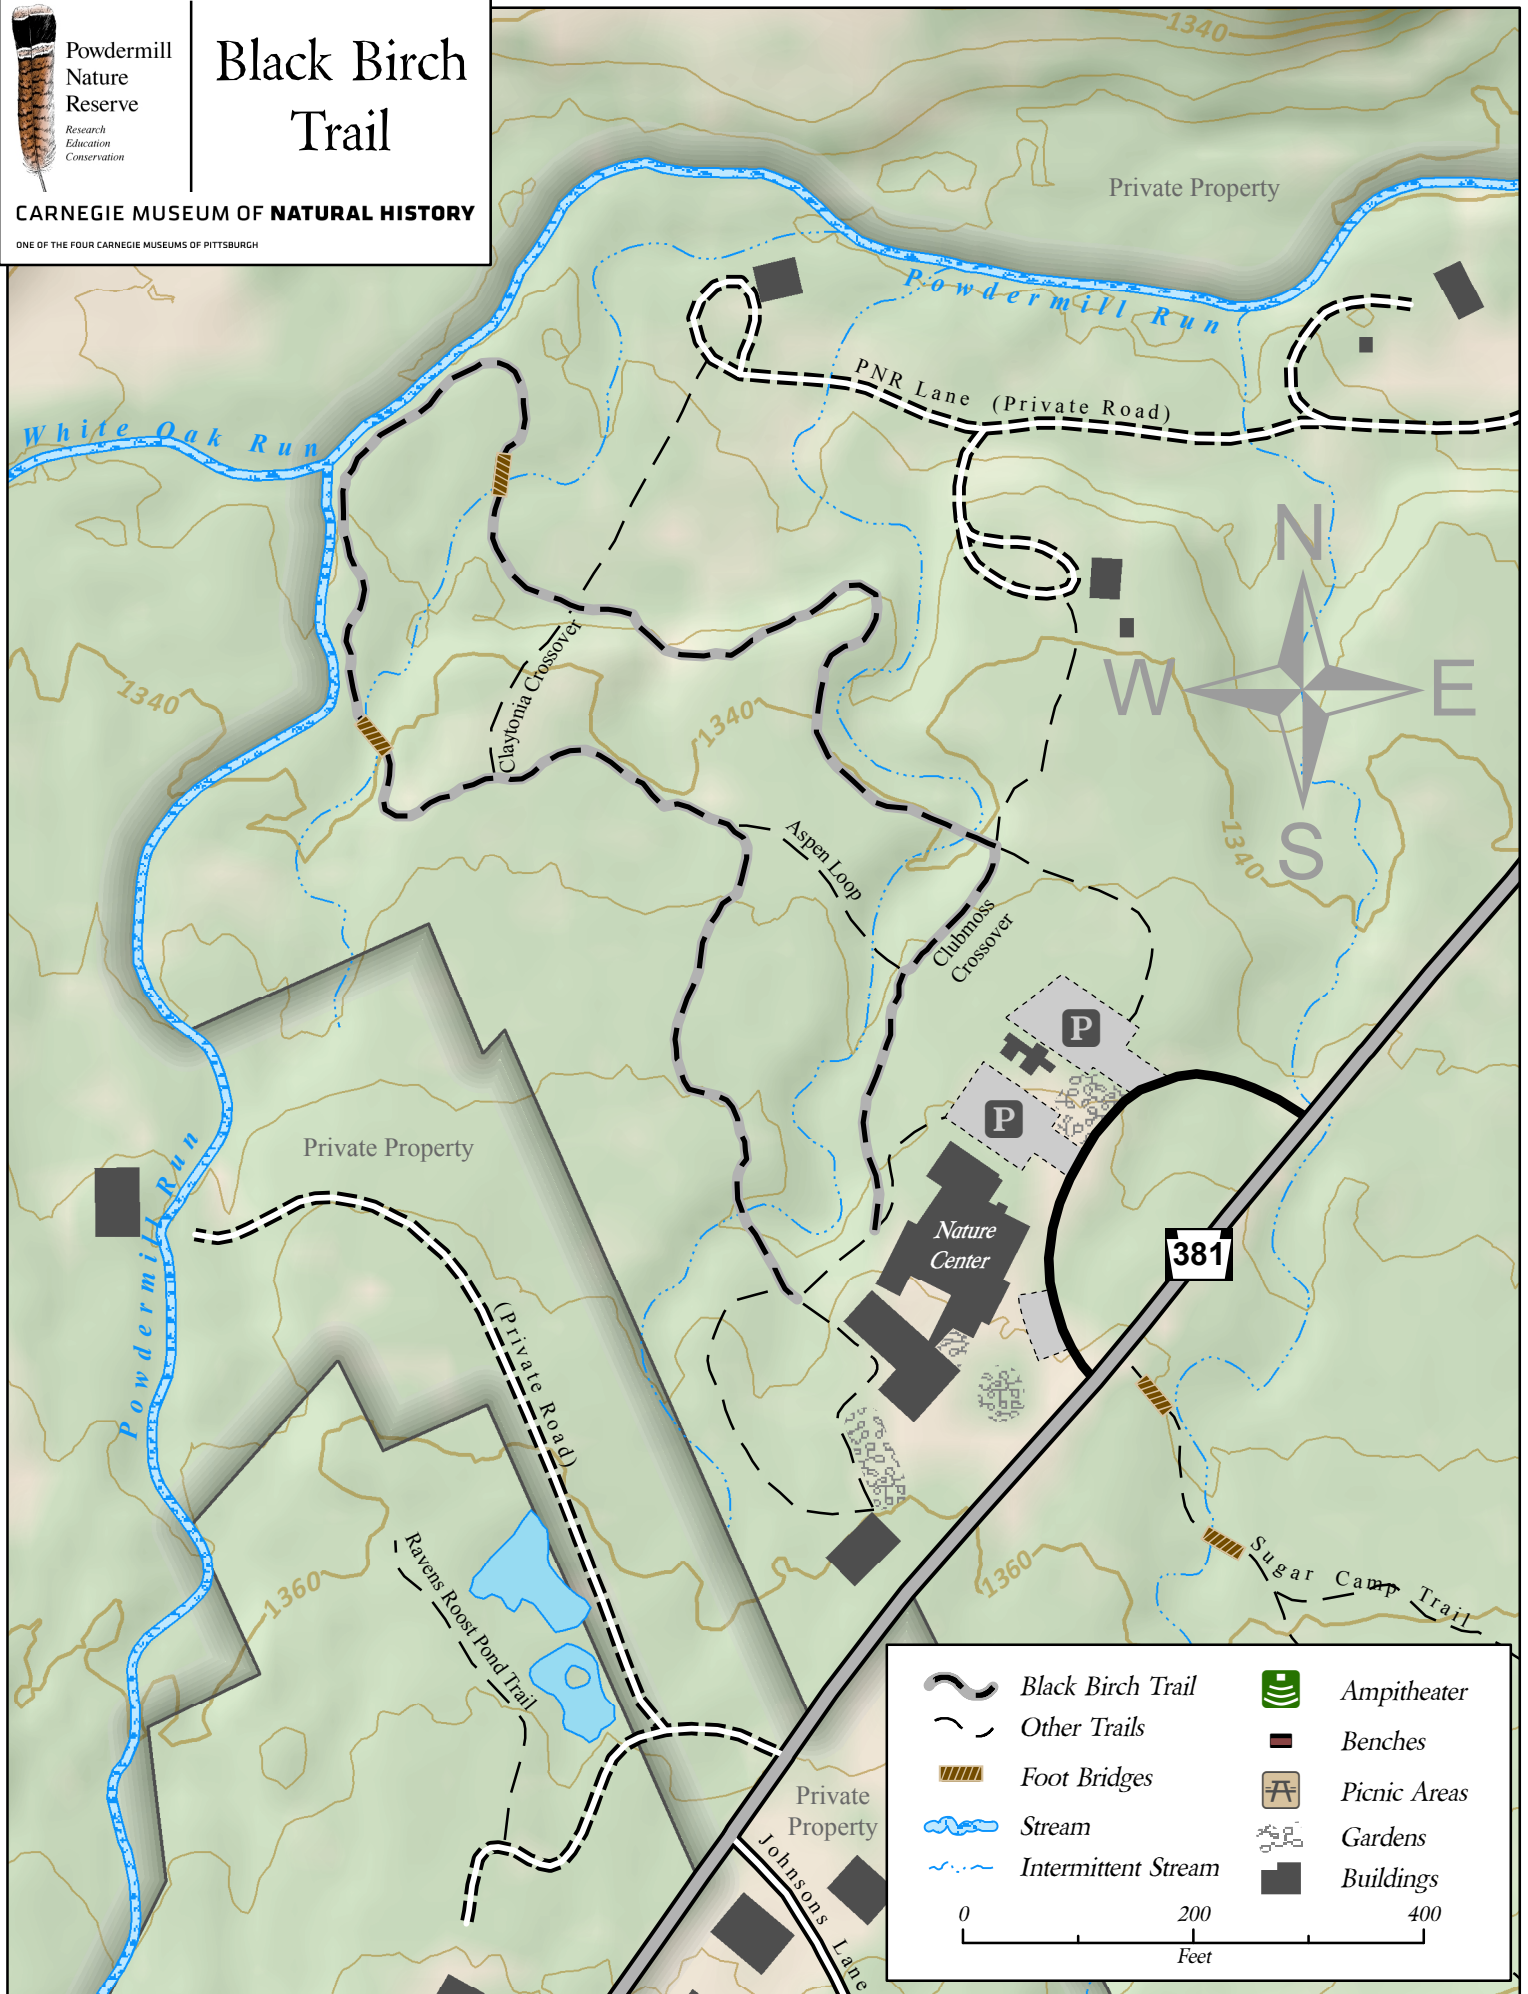 Powdermill
Nature
Reserve
Research
Education
Conservation
Black Birch
Trail
CARNEGIE MUSEUM OF NATURAL HISTORY
ONE OF THE FOUR CARNEGIE MUSEUMS OF PITTSBURGH
1340
Private Property
Powdermill Run
PNR Lane (Private Road)
White Oak Run
N
W
E
S
1340
Claytonia Crossover
1340
1340
Aspen Loop
Clubmoss
Crossover
P
P
Private Property
Powdermill Run
Nature
Center
381
(Private Road)
Ravens Roost Pond Trail
1360
1360
Sugar Camp Trail
Private
Property
Johnsons Lane
Black Birch Trail
Other Trails
Foot Bridges
Stream
Intermittent Stream
Ampitheater
Benches
Picnic Areas
Gardens
Buildings
0
200
400
Feet